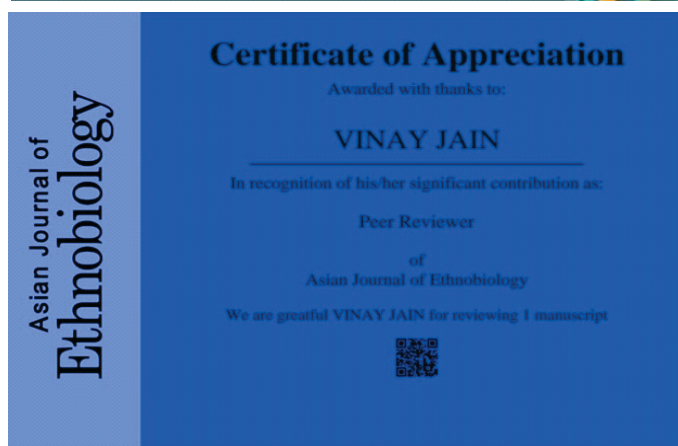 Asian Journal of
Ethnobiology
Certificate of Appreciation
Awarded with thanks to:
VINAY JAIN
In recognition of his/her significant contribution as:
Peer Reviewer
of
Asian Journal of Ethnobiology
We are greatful VINAY JAIN for reviewing 1 manuscript